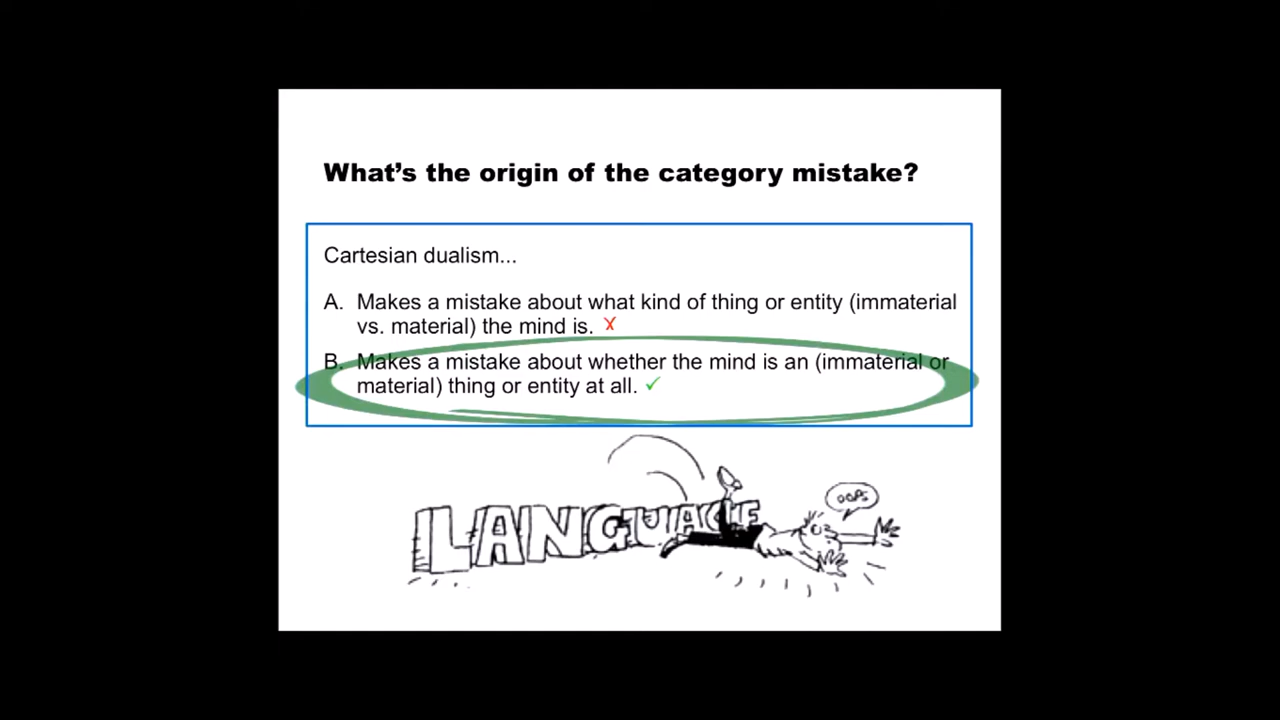 What's the origin of the category mistake?
Cartesian dualism...
A. Makes a mistake about what kind of thing or entity (immaterial
vs. material) the mind is. X
B. Makes a mistake about whether the mind is an (immaterial or
material) thing or entity at all. ✓
OOPS
LANGUAGE